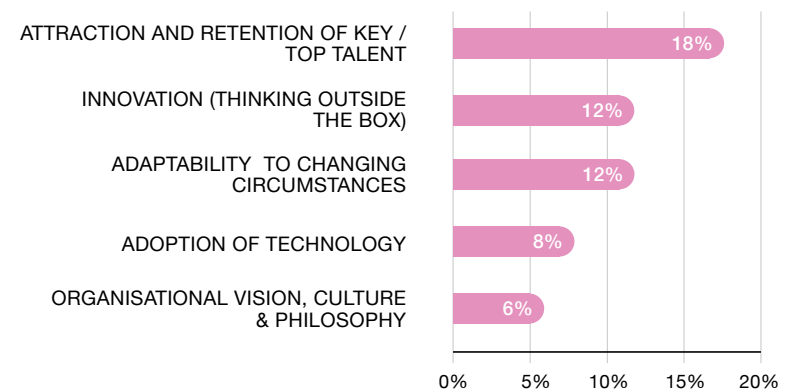 ATTRACTION AND RETENTION OF KEY /
TOP TALENT
18%
INNOVATION (THINKING OUTSIDE
THE BOX)
12%
ADAPTABILITY  TO CHANGING
CIRCUMSTANCES
12%
ADOPTION OF TECHNOLOGY
8%
ORGANISATIONAL VISION, CULTURE
& PHILOSOPHY
6%
0% 5% 10% 15% 20%